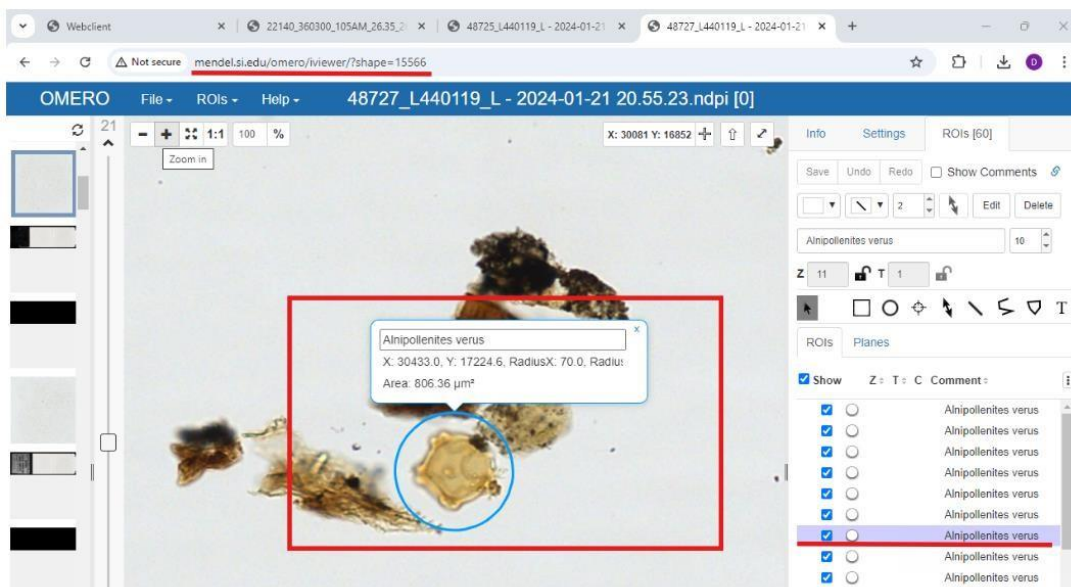 Webclient
22140_360300_105AM_26.35_2
48725_L440119_L - 2024-01-21
48727_L440119_L - 2024-01-21
Not secure mendel.si.edu/omero/iviewer/?shape=15566
D
OMERO File ROIs Help 48727_L440119_L - 2024-01-21 20.55.23.ndpi [0]
21
1:1 100 %
X: 30081 Y: 16852
Zoom in
Alnipollenites verus
X: 30433.0, Y: 17224.6, RadiusX: 70.0, Radius
Area: 806.36 µm²
Info Settings ROIs [60]
Save Undo Redo Show Comments
2 Edit Delete
Alnipollenites verus 10
Z 11 T 1
T
ROIs Planes
Show Z T C Comment
Alnipollenites verus
Alnipollenites verus
Alnipollenites verus
Alnipollenites verus
Alnipollenites verus
Alnipollenites verus
Alnipollenites verus
Alnipollenites verus
Alnipollenites verus